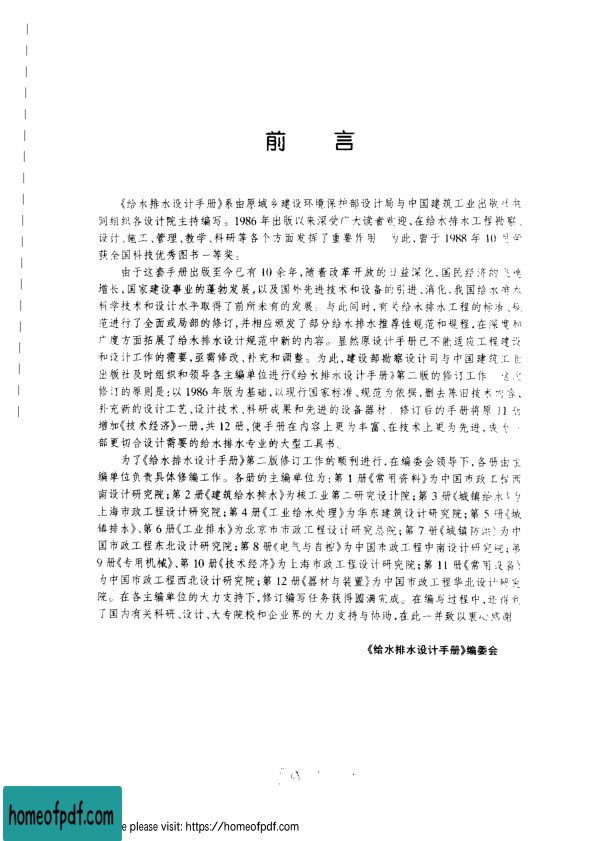 前 言
《给水排水设计手册》系由原城乡建设环境保护部设计局与中国建筑工业出版社共
同组织各设计院主持编写。1986年出版以来深受广大读者欢迎,在给水排水工程勘察、
设计、施工、管理、教学、科研等各个方面发挥了重要作用 为此,曾于1988年10月
获全国科技优秀图书一等奖。
由于这套手册出版至今已有10余年,随着改革开放的日益深化,国民经济的飞速
增长,国家建设事业的蓬勃发展,以及国外先进技术和设备的引进、消化,我国给水排水
科学技术和设计水平取得了前所未有的发展;与此同时,有关给水排水工程的标准、规
范进行了全面或局部的修订,并相应颁发了部分给水排水推荐性规范和规程,在深度和
广度方面拓展了给水排水设计规范中新的内容。显然原设计手册已不能适应工程建设
和设计工作的需要,亟需修改、补充和调整。为此,建设部勘察设计司与中国建筑工业
出版社及时组织和领导各主编单位进行《给水排水设计手册》第二版的修订工作 这次
修订的原则是:以1986年版为基础,以现行国家标准、规范为依据,删去陈旧技术内容,
补充新的设计工艺、设计技术、科研成果和先进的设备器材 修订后的手册将原11册
增加《技术经济》一册,共12册,使手册在内容上更为丰富、在技术上更为先进、成为一
部更切合设计需要的给水排水专业的大型工具书。
为了《给水排水设计手册》第二版修订工作的顺利进行,在编委会领导下,各册由主
编单位负责具体修编工作。各册的主编单位为:第1册《常用资料》为中国市政工程西
南设计研究院;第2册《建筑给水排水》为核工业第二研究设计院;第3册《城镇给水》为
上海市政工程设计研究院;第4册《工业给水处理》为华东建筑设计研究院;第5册《城
镇排水》、第6册《工业排水》为北京市市政工程设计研究总院;第7册《城镇防洪》为中
国市政工程东北设计研究院;第8册《电气与自控》为中国市政工程中南设计研究院;第
9册《专用机械》、第10册《技术经济》为上海市政工程设计研究院;第11册《常用设备》
为中国市政工程西北设计研究院;第12册《器材与装置》为中国市政工程华北设计研究
院。在各主编单位的大力支持下,修订编写任务获得圆满完成。在编写过程中,还得到
了国内有关科研、设计、大专院校和企业界的大力支持与协助,在此一并致以衷心感谢
《给水排水设计手册》编委会
homeofpdf.com
e please visit: https://homeofpdf.com